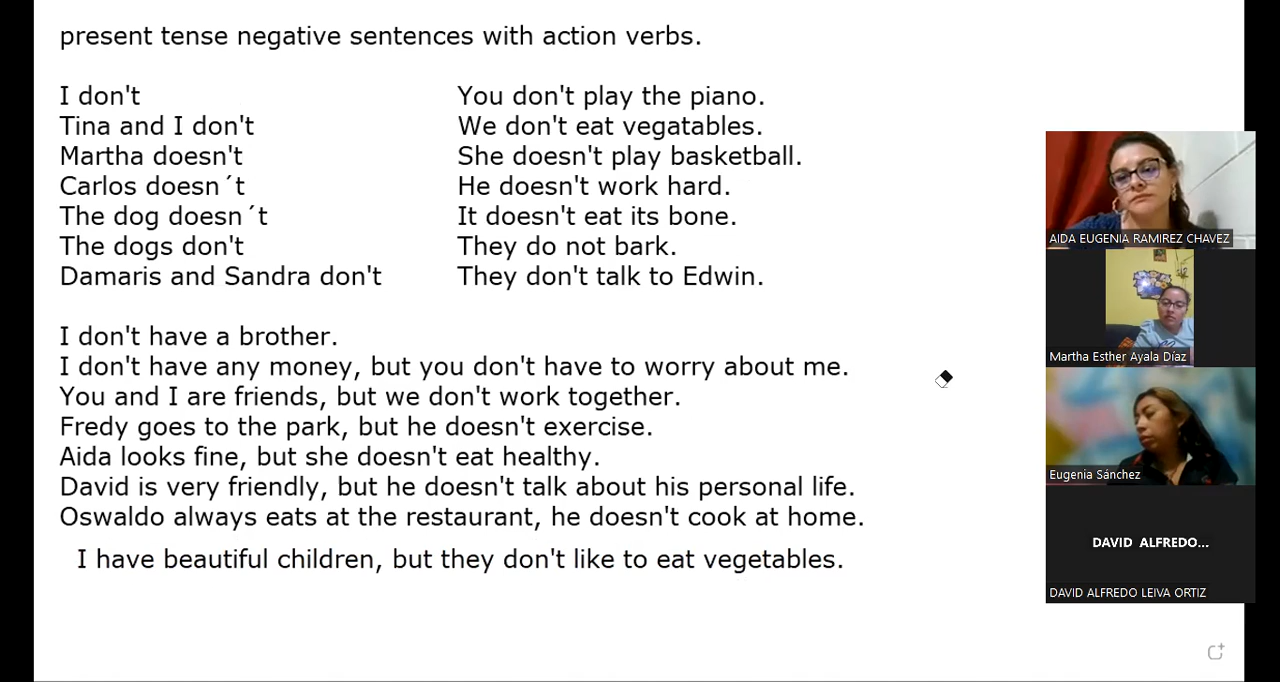 present tense negative sentences with action verbs.
I don't
You don't play the piano.
Tina and I don't
We don't eat vegatables.
Martha doesn't
She doesn't play basketball.
Carlos doesn´t
He doesn't work hard.
The dog doesn´t
It doesn't eat its bone.
The dogs don't
They do not bark.
Damaris and Sandra don't
They don't talk to Edwin.
I don't have a brother.
I don't have any money, but you don't have to worry about me.
You and I are friends, but we don't work together.
Fredy goes to the park, but he doesn't exercise.
Aida looks fine, but she doesn't eat healthy.
David is very friendly, but he doesn't talk about his personal life.
Oswaldo always eats at the restaurant, he doesn't cook at home.
I have beautiful children, but they don't like to eat vegetables.
AIDA EUGENIA RAMIREZ CHAVEZ
Martha Esther Ayala Díaz
Eugenia Sánchez
DAVID ALFREDO...
DAVID ALFREDO LEIVA ORTIZ